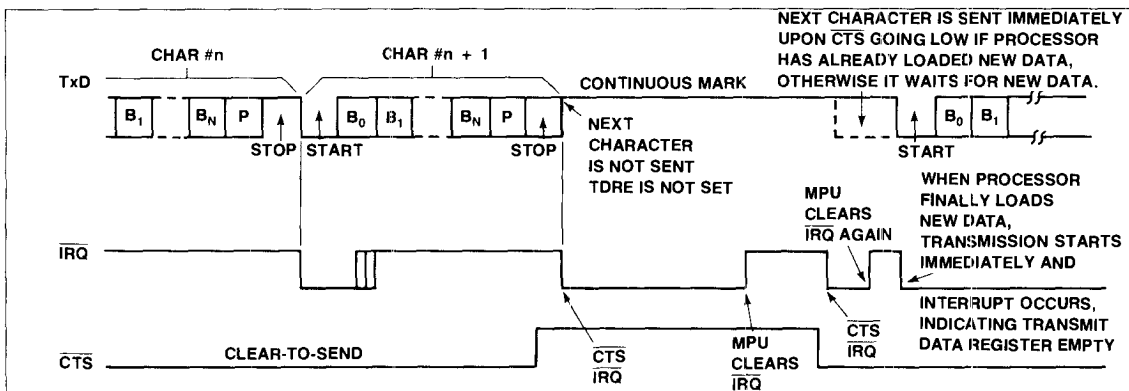 NEXT CHARACTER IS SENT IMMEDIATELY
UPON CTS GOING LOW IF PROCESSOR
HAS ALREADY LOADED NEW DATA,
OTHERWISE IT WAITS FOR NEW DATA.
CHAR #n
CHAR #n + 1
TxD
CONTINUOUS MARK
B1
BN
P
B0
B1
BN
P
B0
B1
STOP
START
STOP
START
NEXT
CHARACTER
IS NOT SENT
TDRE IS NOT SET
MPU
CLEARS
IRQ AGAIN
WHEN PROCESSOR
FINALLY LOADS
NEW DATA,
TRANSMISSION STARTS
IMMEDIATELY AND
INTERRUPT OCCURS,
INDICATING TRANSMIT
DATA REGISTER EMPTY
IRQ
CTS
IRQ
MPU
CLEARS
IRQ
CTS
IRQ
CTS
CLEAR-TO-SEND